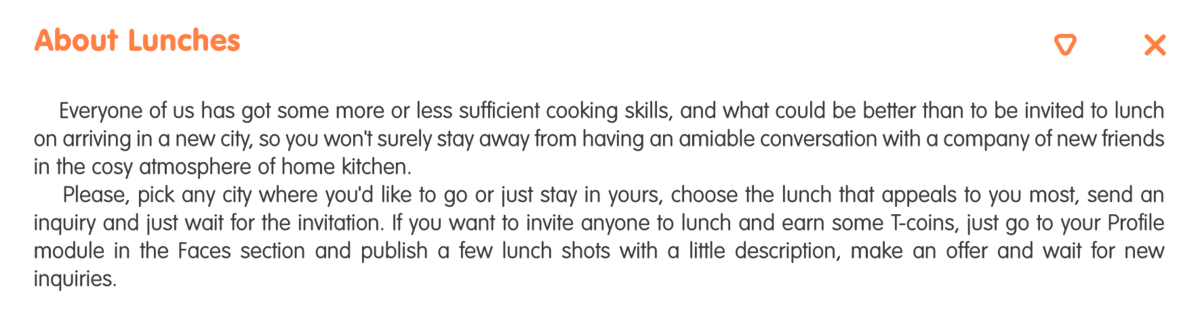 About Lunches
Everyone of us has got some more or less sufficient cooking skills, and what could be better than to be invited to lunch
on arriving in a new city, so you won't surely stay away from having an amiable conversation with a company of new friends
in the cosy atmosphere of home kitchen.
Please, pick any city where you'd like to go or just stay in yours, choose the lunch that appeals to you most, send an
inquiry and just wait for the invitation. If you want to invite anyone to lunch and earn some T-coins, just go to your Profile
module in the Faces section and publish a few lunch shots with a little description, make an offer and wait for new
inquiries.